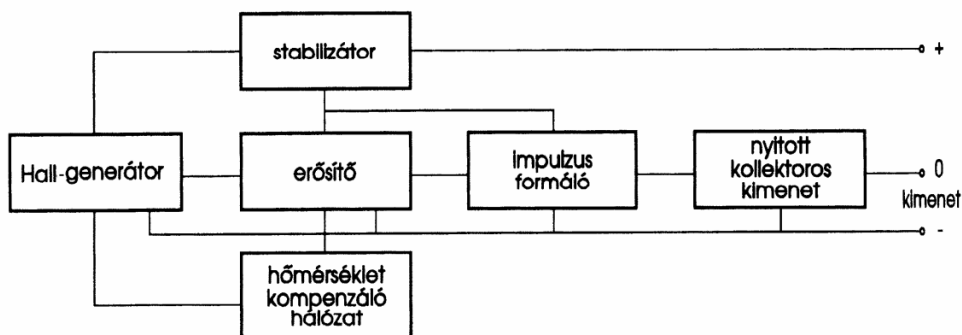 stabilizátor
+
Hall-generátor
erősítő
impulzus
formáló
nyitott
kollektoros
kimenet
0
kimenet
-
hőmérséklet
kompenzáló
hálózat